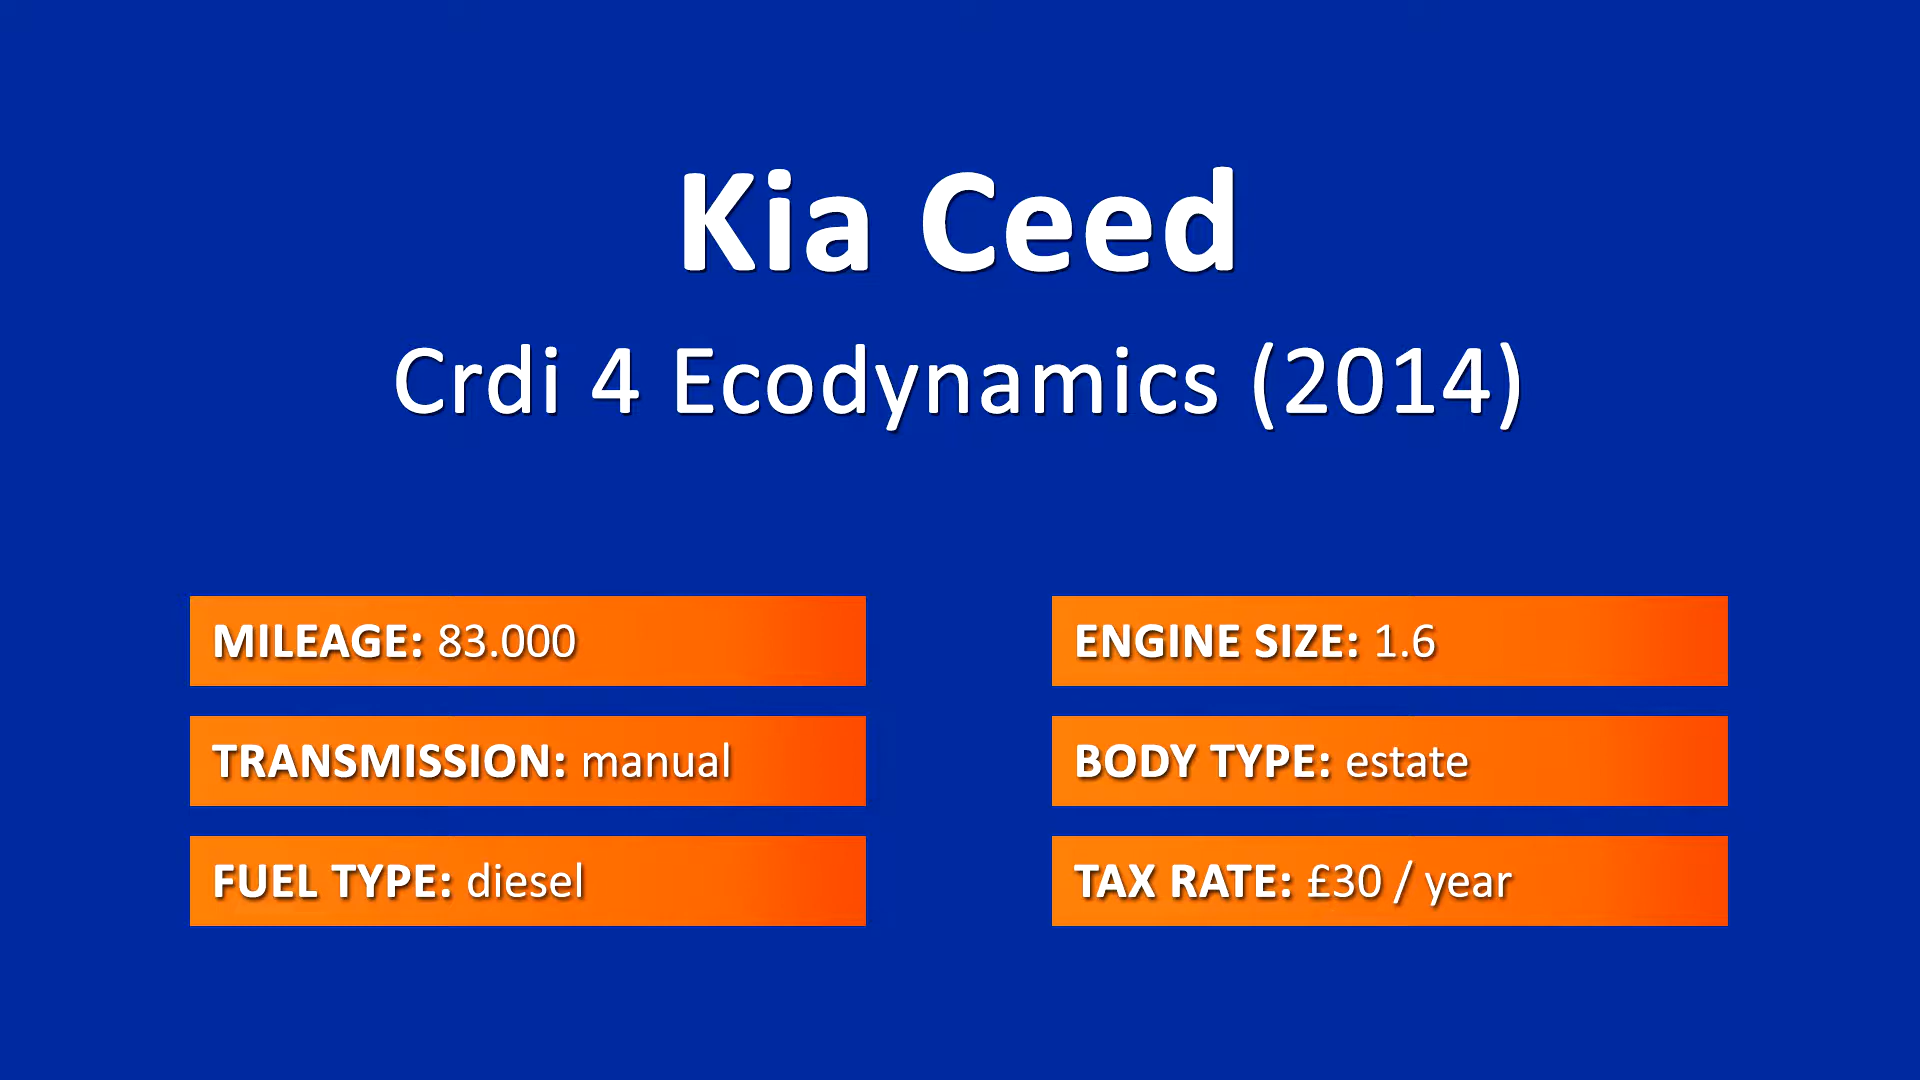 Kia Ceed
Crdi 4 Ecodynamics (2014)
MILEAGE: 83.000
TRANSMISSION: manual
FUEL TYPE: diesel
ENGINE SIZE: 1.6
BODY TYPE: estate
TAX RATE: £30 / year